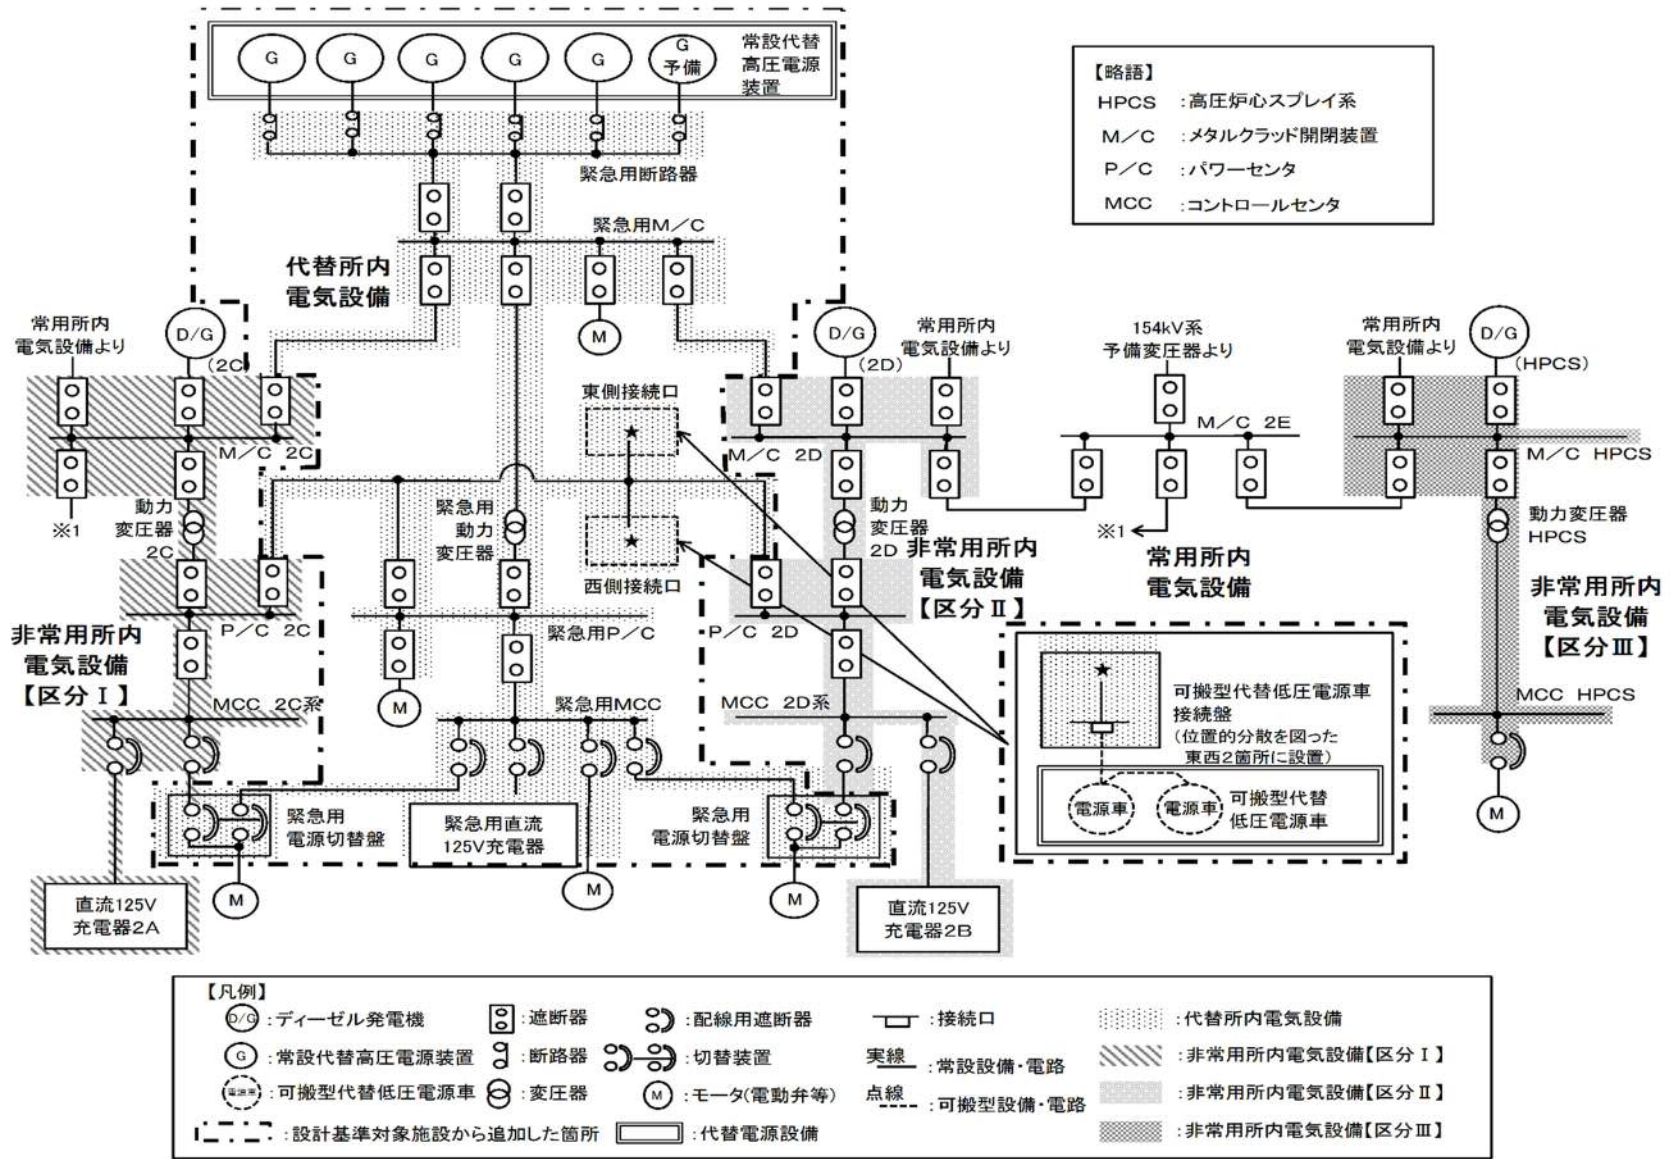 G
G
G
G
G
G
予備
常設代替
高圧電源
装置
【略語】
HPCS :高圧炉心スプレイ系
M/C :メタルクラッド開閉装置
P/C :パワーセンタ
MCC :コントロールセンタ
緊急用断路器
緊急用M/C
代替所内
電気設備
M
常用所内
電気設備より
D/G
(2C)
D/G
(2D)
常用所内
電気設備より
154kV系
予備変圧器より
常用所内
電気設備より
D/G
(HPCS)
東側接続口
M/C 2C
M/C 2D
M/C 2E
M/C HPCS
※1
動力
変圧器
2C
緊急用
動力
変圧器
西側接続口
動力
変圧器
2D
非常用所内
電気設備
【区分Ⅱ】
※1
常用所内
電気設備
動力変圧器
HPCS
非常用所内
電気設備
【区分Ⅲ】
非常用所内
電気設備
【区分Ⅰ】
P/C 2C
緊急用P/C
P/C 2D
M
MCC 2C系
緊急用MCC
MCC 2D系
MCC HPCS
可搬型代替低圧電源車
接続盤
(位置的分散を図った
東西2箇所に設置)
電源車
電源車
可搬型代替
低圧電源車
M
緊急用
電源切替盤
緊急用直流
125V充電器
緊急用
電源切替盤
直流125V
充電器2A
M
M
M
直流125V
充電器2B
【凡例】
D/G :ディーゼル発電機
:遮断器
:配線用遮断器
:接続口
:代替所内電気設備
G :常設代替高圧電源装置
:断路器
:切替装置
実線
:常設設備・電路
:非常用所内電気設備【区分Ⅰ】
電源車 :可搬型代替低圧電源車
:変圧器
M :モータ(電動弁等)
点線
:可搬型設備・電路
:非常用所内電気設備【区分Ⅱ】
:設計基準対象施設から追加した箇所
:代替電源設備
:非常用所内電気設備【区分Ⅲ】